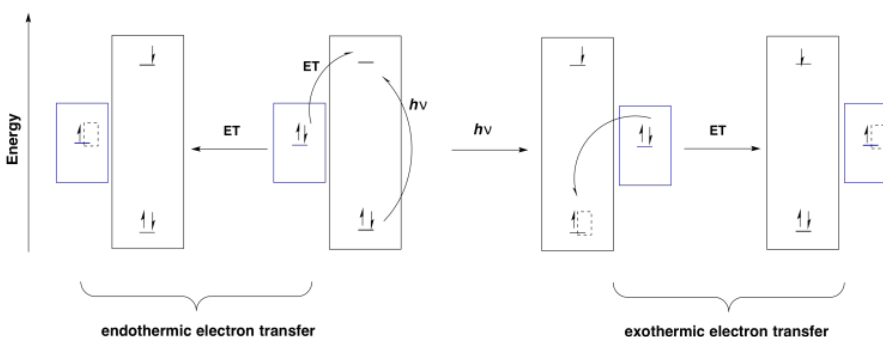 ET
hν
ET
hν
ET
Energy
endothermic electron transfer
exothermic electron transfer